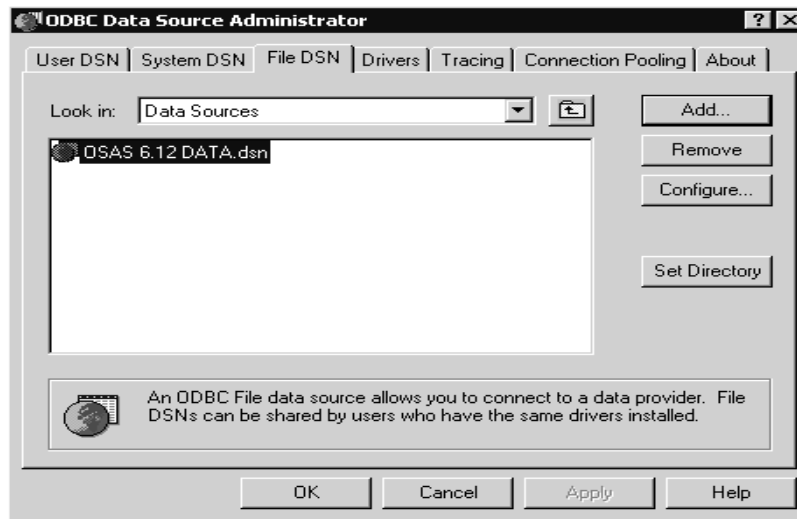 ODBC Data Source Administrator
? X
User DSN System DSN File DSN Drivers Tracing Connection Pooling About
Look in: Data Sources
Add...
OSAS 6.12 DATA.dsn
Remove
Configure...
Set Directory
An ODBC File data source allows you to connect to a data provider. File
DSNs can be shared by users who have the same drivers installed.
OK Cancel Apply Help